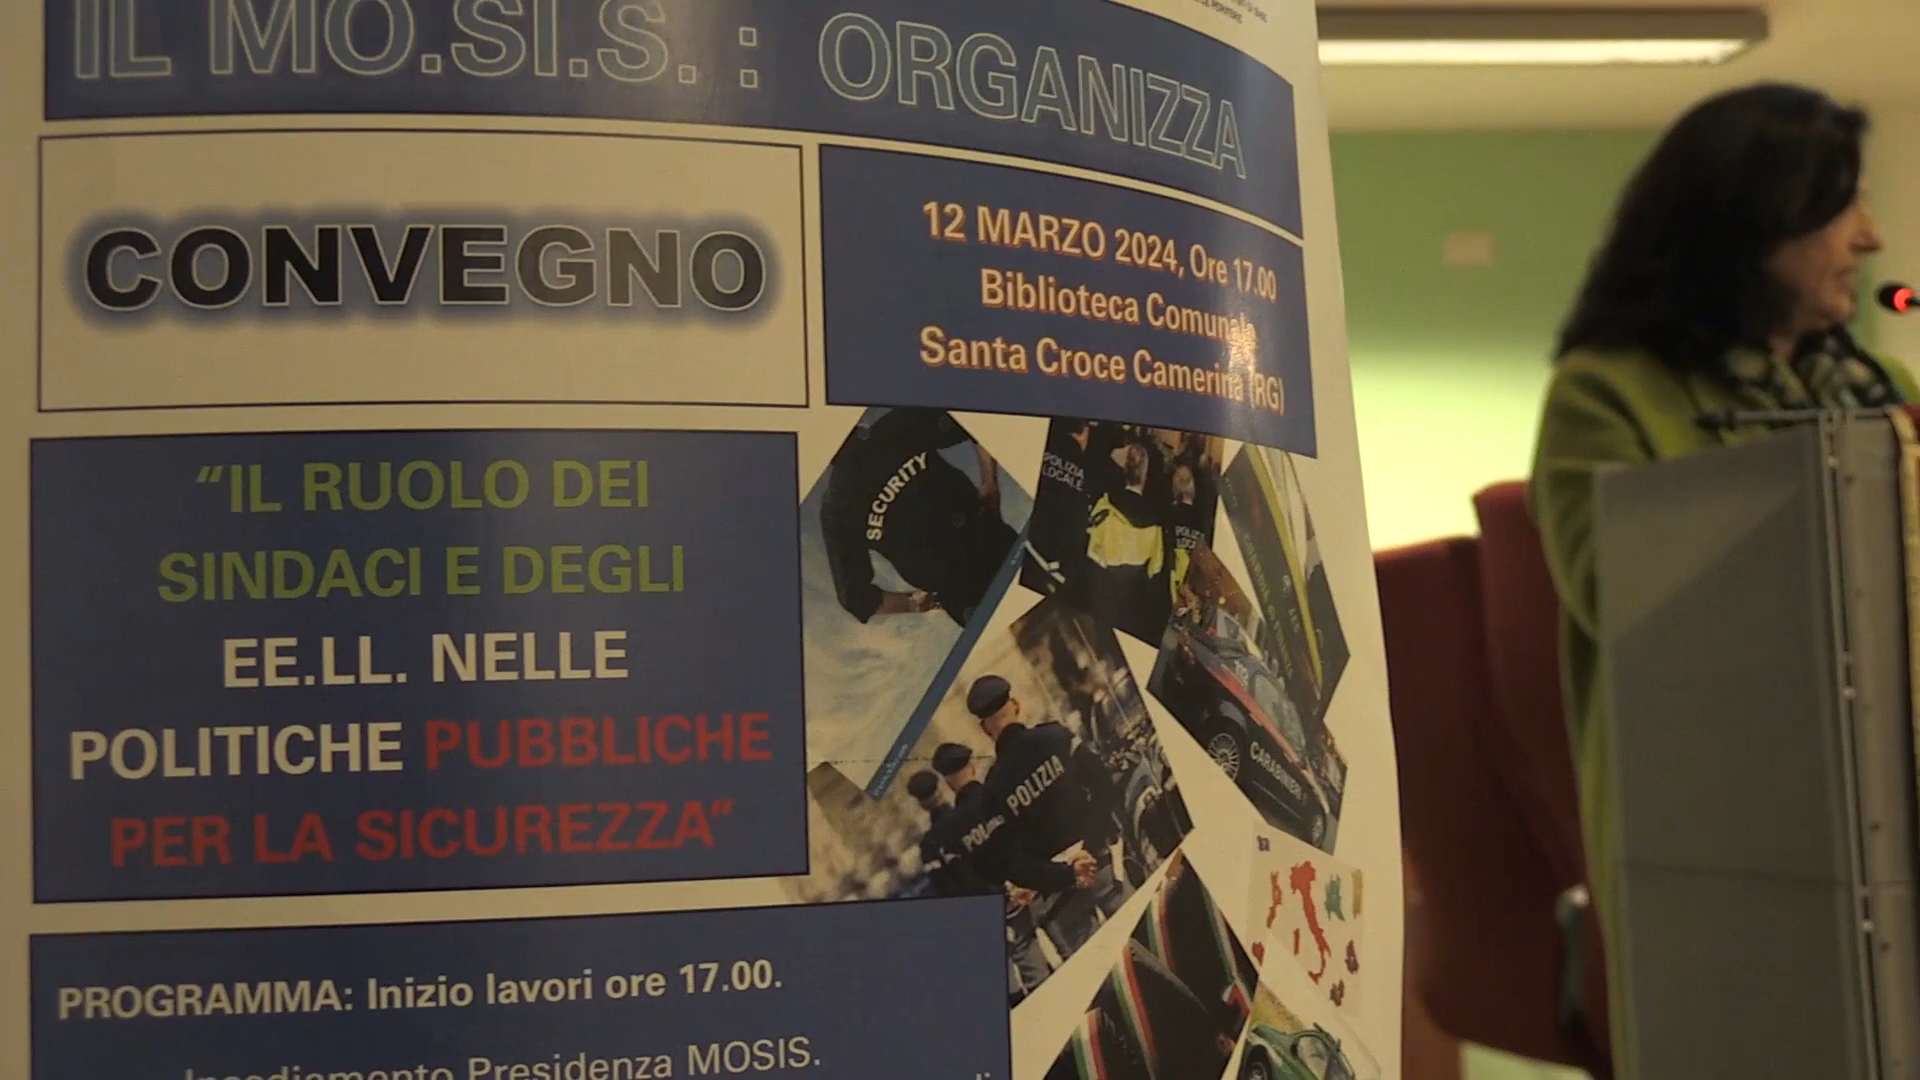 IL MO.SI.S. : ORGANIZZA
CONVEGNO
12 MARZO 2024, Ore 17.00
Biblioteca Comunale
Santa Croce Camerina (RG)
“IL RUOLO DEI
SINDACI E DEGLI
EE.LL. NELLE
POLITICHE PUBBLICHE
PER LA SICUREZZA”
SECURITY
POLIZIA
LOCALE
POLIZIA
CARABINIERI
PROGRAMMA: Inizio lavori ore 17.00.
Insediamento Presidenza MOSIS.